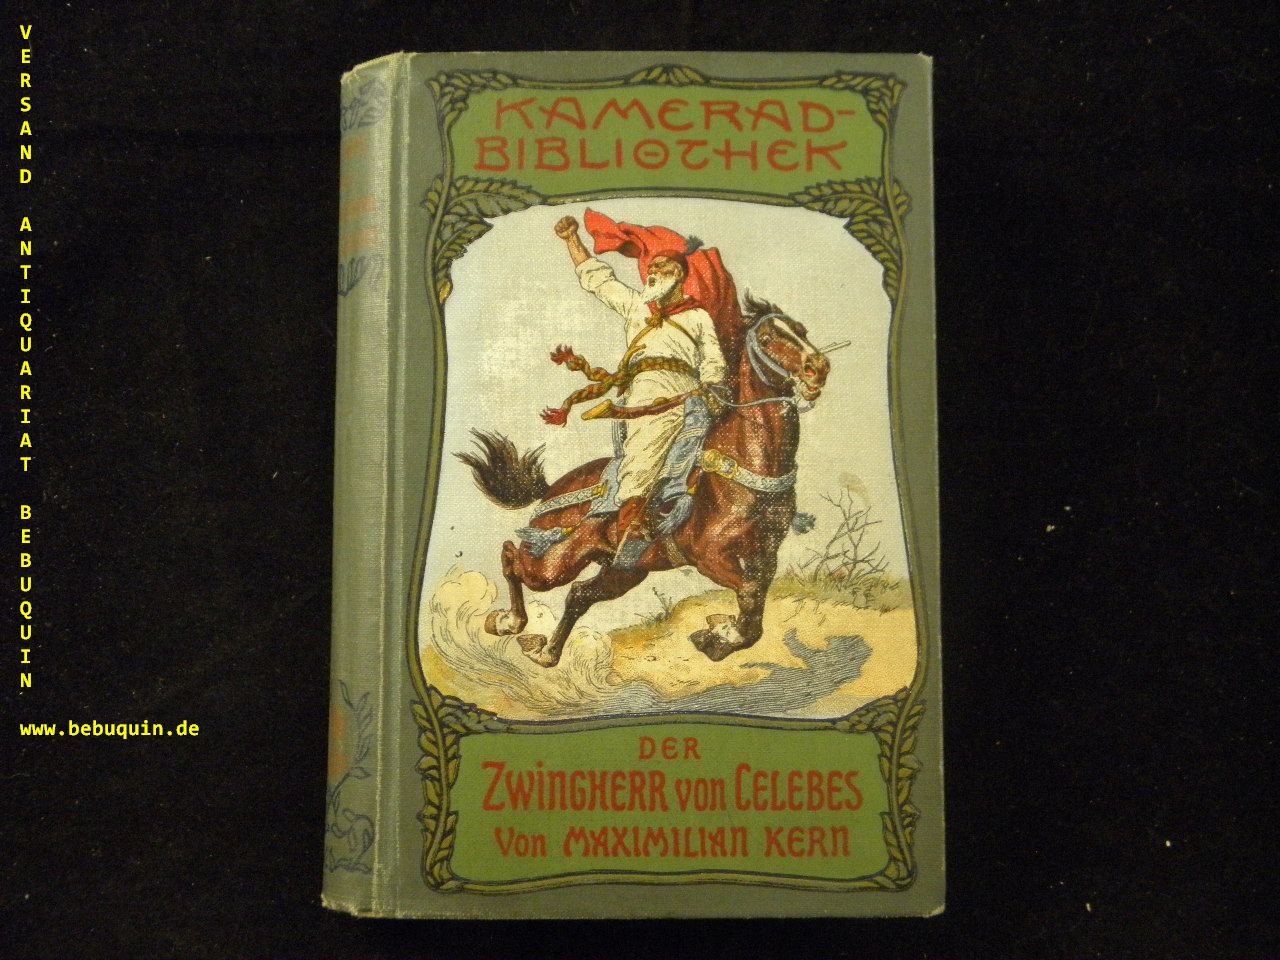 VERSAND ANTIQUARIAT BEBUQUIN
www.bebuquin.de
KAMERAD-
BIBLIOTHEK
DER
ZWINGHERR VON CELEBES
VON MAXIMILIAN KERN